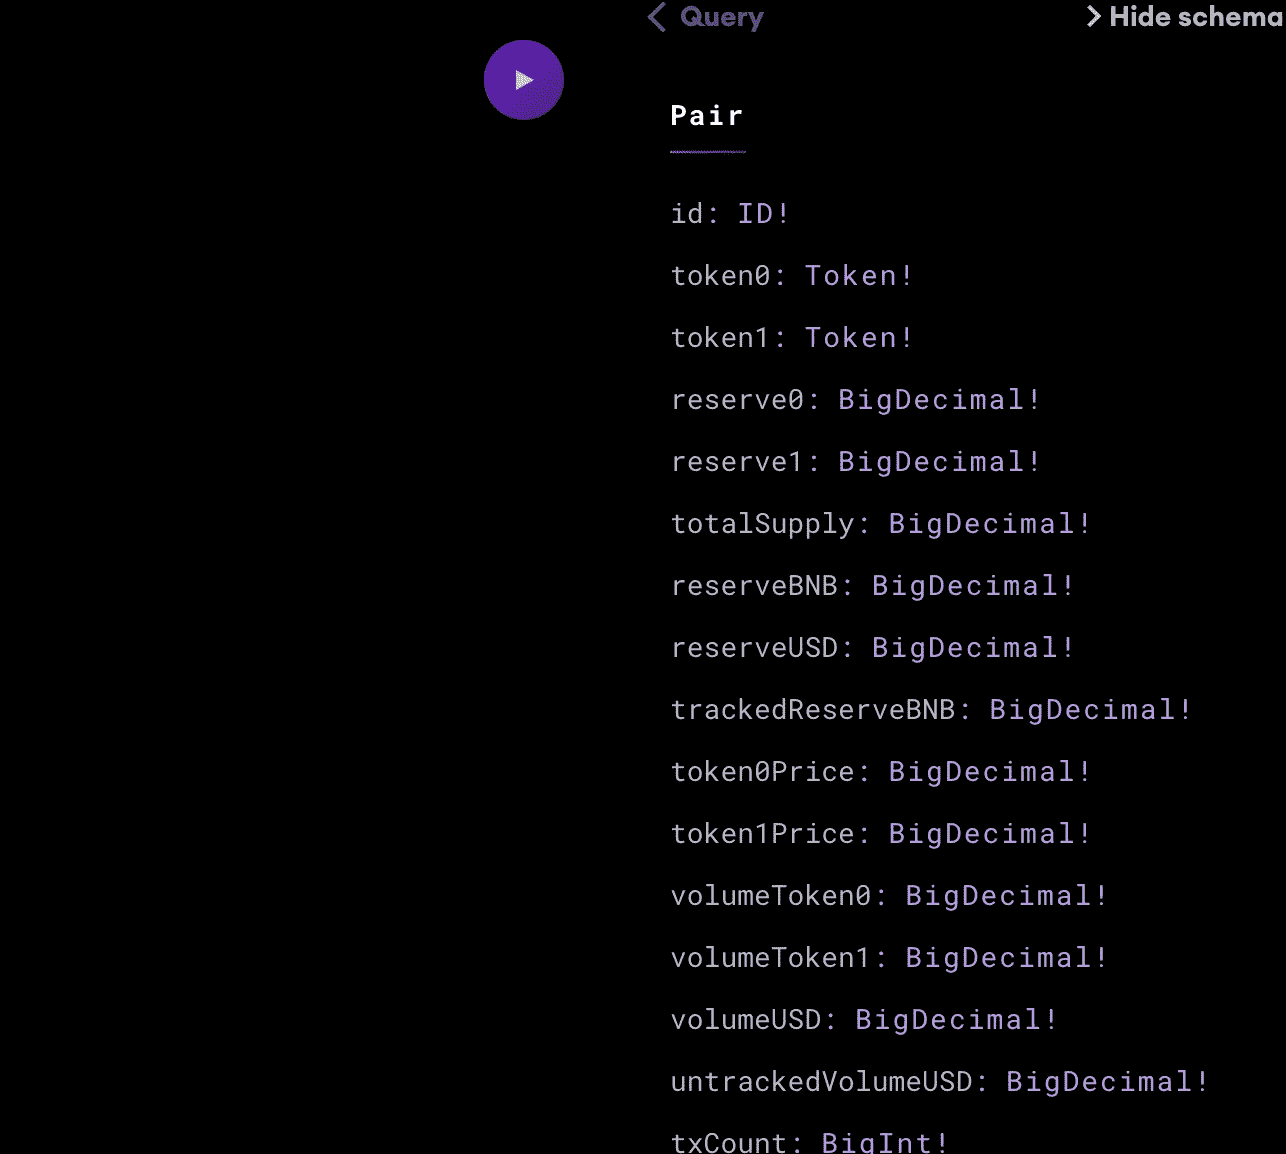 Query
Hide schema
Pair
id: ID!
token0: Token!
token1: Token!
reserve0: BigDecimal!
reserve1: BigDecimal!
totalSupply: BigDecimal!
reserveBNB: BigDecimal!
reserveUSD: BigDecimal!
trackedReserveBNB: BigDecimal!
token0Price: BigDecimal!
token1Price: BigDecimal!
volumeToken0: BigDecimal!
volumeToken1: BigDecimal!
volumeUSD: BigDecimal!
untrackedVolumeUSD: BigDecimal!
txCount: BigInt!